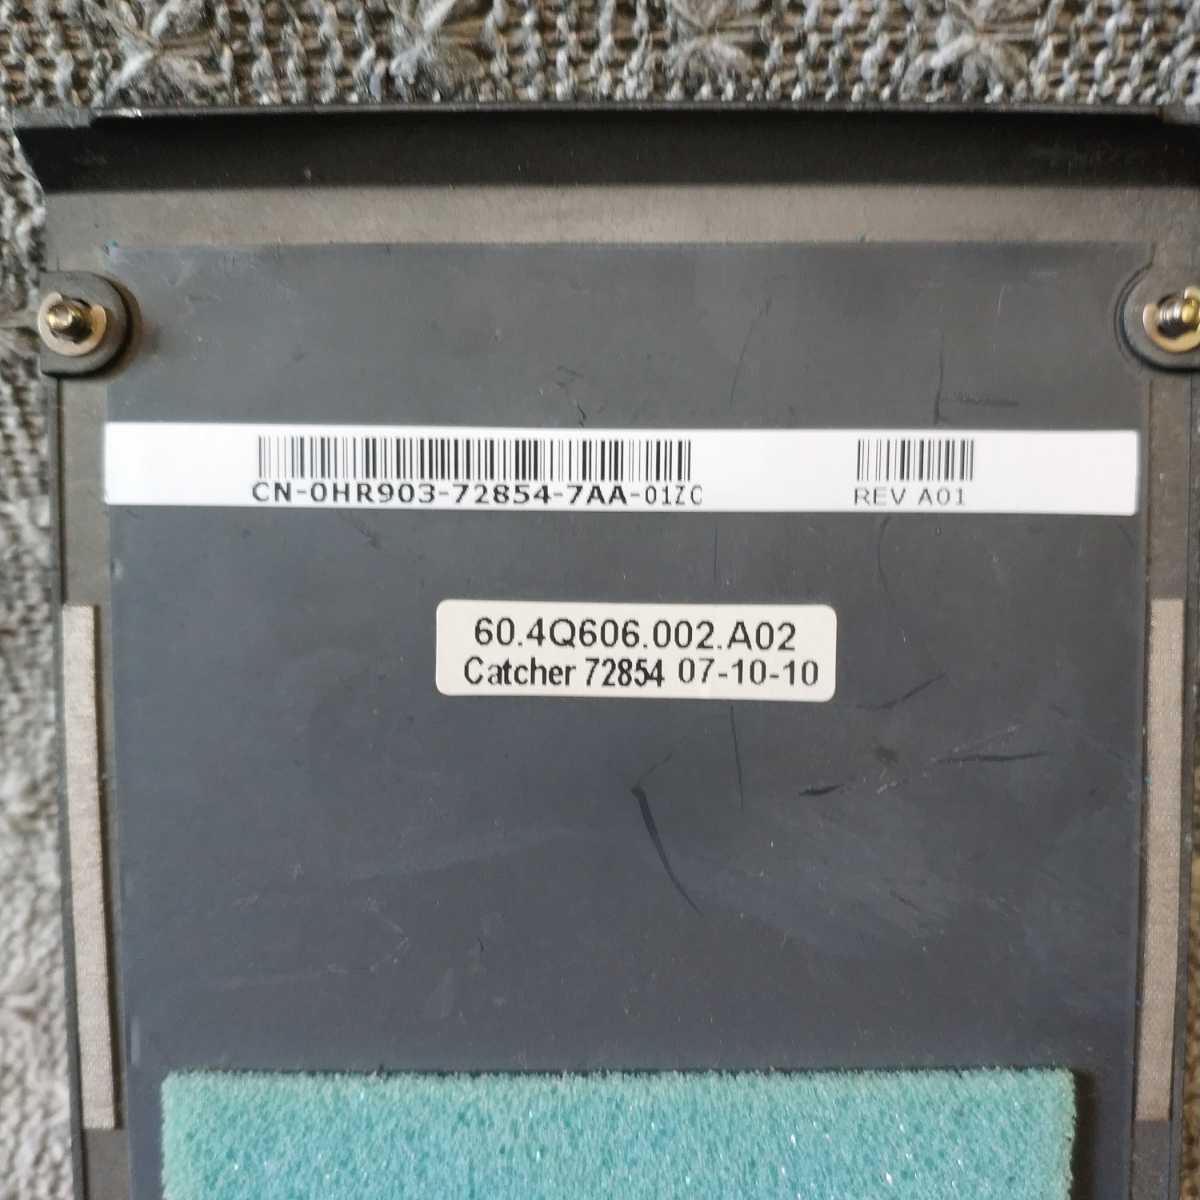 CN-0HR903-72854-7AA-01ZC REV A01
60.4Q606.002.A02
Catcher 72854 07-10-10